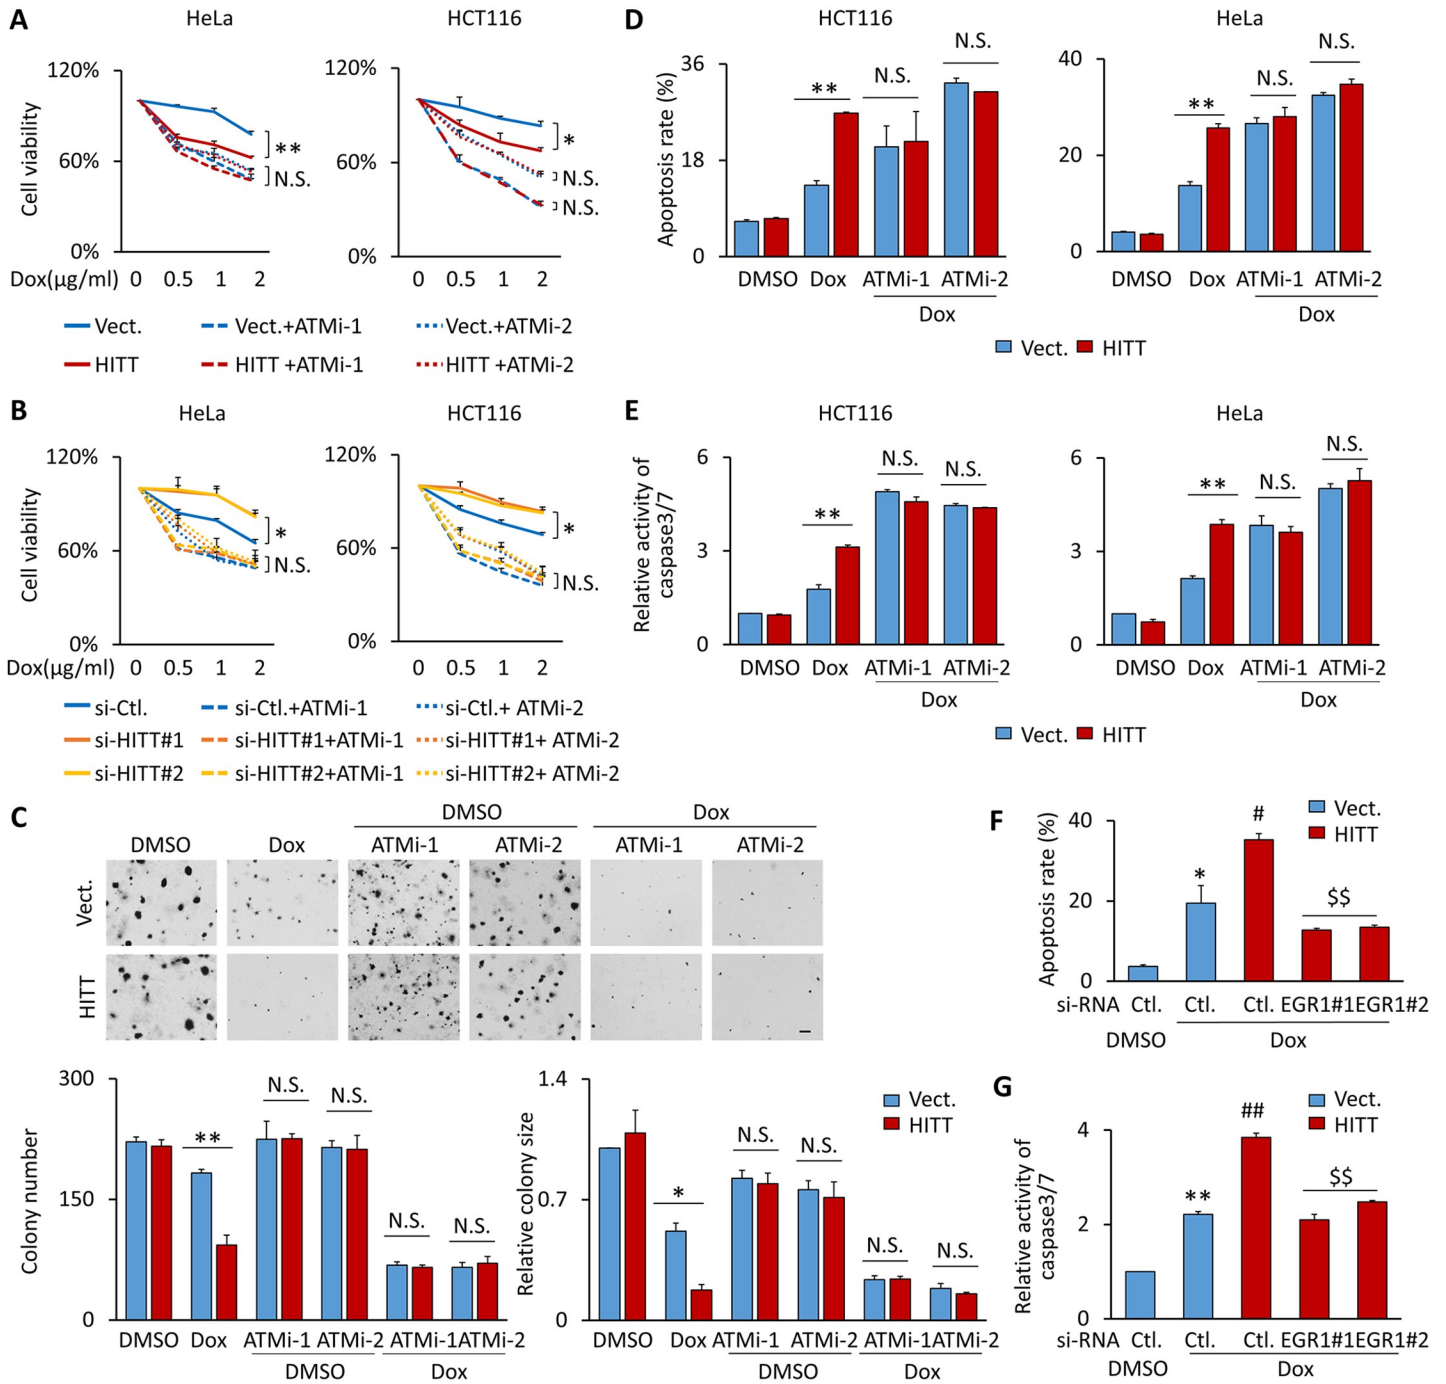 A
HeLa
HCT116
120%
60%
0%
Cell viability
** 
N.S.
120%
60%
0%
*
N.S.
N.S.
Dox(µg/ml) 0 0.5 1 2 0 0.5 1 2
Vect. Vect.+ATMi-1 Vect.+ATMi-2
HITT HITT +ATMi-1 HITT +ATMi-2
B
HeLa
HCT116
120%
60%
0%
Cell viability
*
N.S.
120%
60%
0%
*
N.S.
Dox(µg/ml) 0 0.5 1 2 0 0.5 1 2
si-Ctl. si-Ctl.+ATMi-1 si-Ctl.+ ATMi-2
si-HITT#1 si-HITT#1+ATMi-1 si-HITT#1+ ATMi-2
si-HITT#2 si-HITT#2+ATMi-1 si-HITT#2+ ATMi-2
C
DMSO Dox
DMSO Dox ATMi-1 ATMi-2 ATMi-1 ATMi-2
Vect.
HITT
300
150
0
Colony number
**
N.S.
N.S.
N.S.
N.S.
DMSO Dox ATMi-1 ATMi-2 ATMi-1ATMi-2
DMSO Dox
1.4
0.7
0
Relative colony size
*
N.S.
N.S.
N.S.
N.S.
Vect.
HITT
DMSO Dox ATMi-1 ATMi-2 ATMi-1ATMi-2
DMSO Dox
D
HCT116
HeLa
36
18
0
Apoptosis rate (%)
**
N.S.
N.S.
DMSO Dox ATMi-1 ATMi-2
Dox
40
20
0
**
N.S.
N.S.
DMSO Dox ATMi-1 ATMi-2
Dox
Vect. HITT
E
HCT116
HeLa
6
3
0
Relative activity of
caspase3/7
**
N.S.
N.S.
DMSO Dox ATMi-1 ATMi-2
Dox
6
3
0
**
N.S.
N.S.
DMSO Dox ATMi-1 ATMi-2
Dox
Vect. HITT
F
40
20
0
Apoptosis rate (%)
*
#
$$
Vect.
HITT
si-RNA Ctl. Ctl. Ctl. EGR1#1EGR1#2
DMSO Dox
G
4
2
0
Relative activity of
caspase3/7
**
##
$$
Vect.
HITT
si-RNA Ctl. Ctl. Ctl. EGR1#1EGR1#2
DMSO Dox